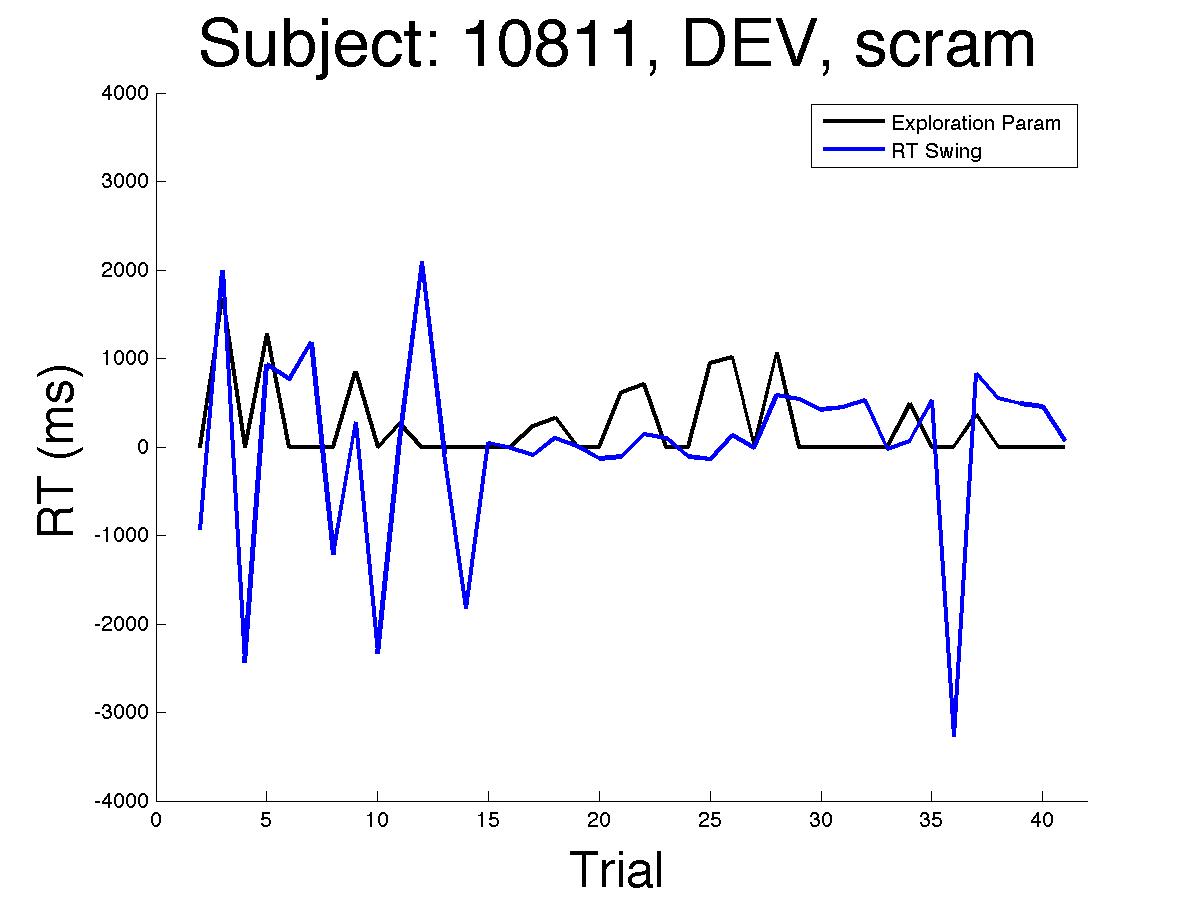 Subject: 10811, DEV, scram
Exploration Param
RT Swing
4000
3000
2000
1000
0
-1000
-2000
-3000
-4000
RT (ms)
0 5 10 15 20 25 30 35 40
Trial